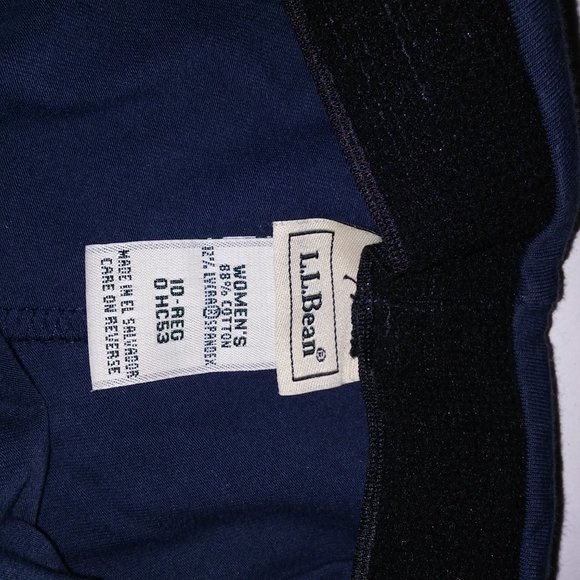 L.L.Bean®
WOMEN'S
88% COTTON
12% LYCRA® SPANDEX
10-REG
0 HC53
MADE IN EL SALVADOR
CARE ON REVERSE